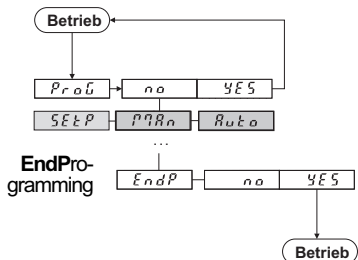 Betrieb
ProG no YES
SEtP MAn Auto
...
EndPro-
gramming
EndP no YES
Betrieb